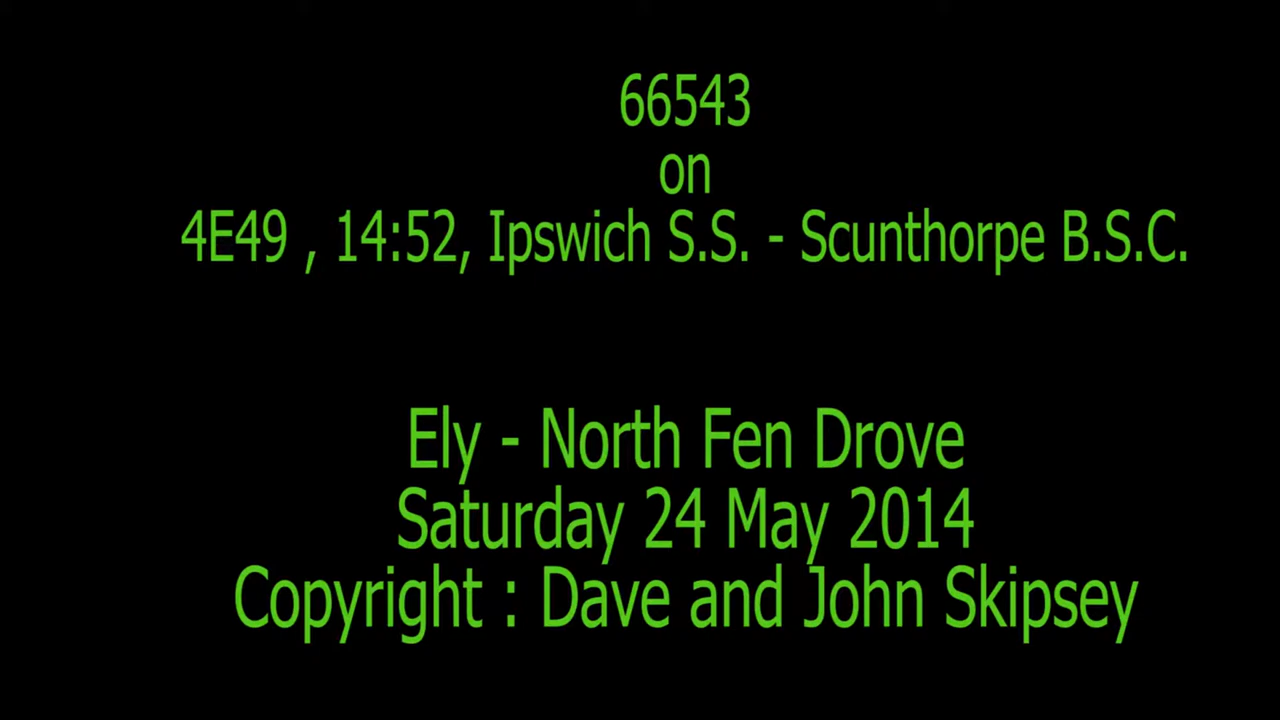 66543
on
4E49 , 14:52, Ipswich S.S. - Scunthorpe B.S.C.
Ely - North Fen Drove
Saturday 24 May 2014
Copyright : Dave and John Skipsey